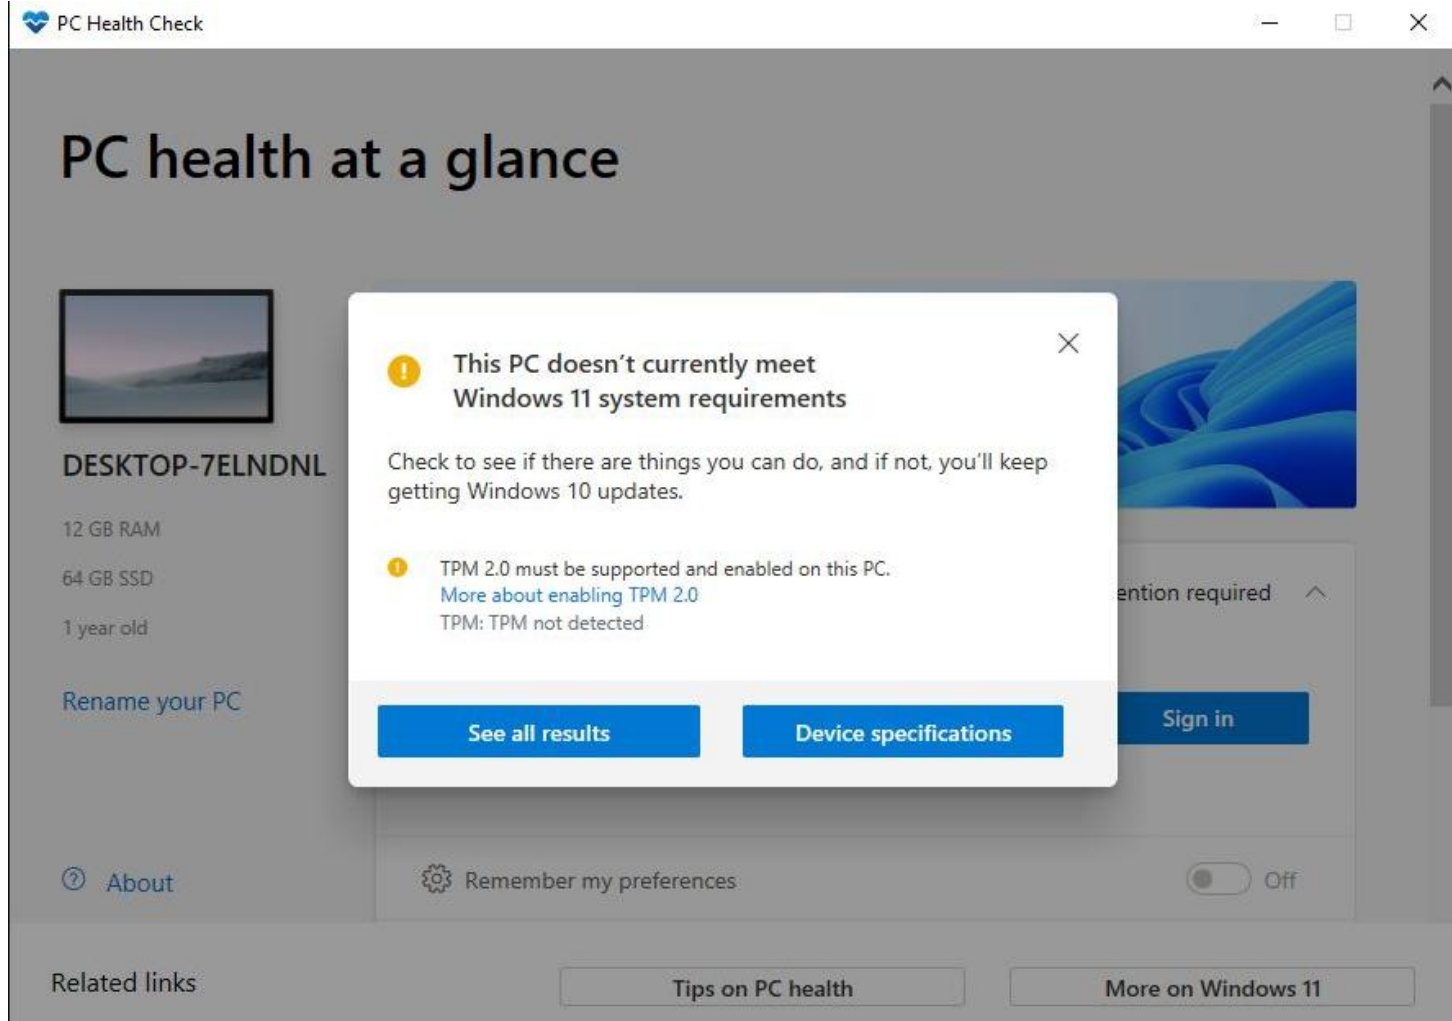 PC Health Check
PC health at a glance
DESKTOP-7ELNDNL
12 GB RAM
64 GB SSD
1 year old
Rename your PC
About
This PC doesn't currently meet
Windows 11 system requirements
Check to see if there are things you can do, and if not, you'll keep
getting Windows 10 updates.
TPM 2.0 must be supported and enabled on this PC.
More about enabling TPM 2.0
TPM: TPM not detected
See all results
Device specifications
required
Sign in
Remember my preferences
Off
Related links
Tips on PC health
More on Windows 11